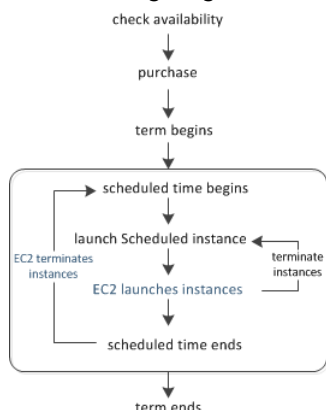 check availability
purchase
term begins
scheduled time begins
launch Scheduled instance
EC2 terminates
instances
terminate
instances
EC2 launches instances
scheduled time ends
term ends